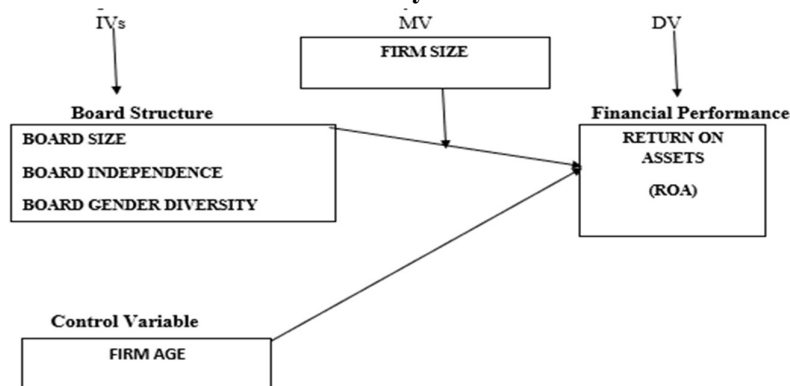 IVs
MV
DV
FIRM SIZE
Board Structure
Financial Performance
BOARD SIZE
BOARD INDEPENDENCE
BOARD GENDER DIVERSITY
RETURN ON
ASSETS
(ROA)
Control Variable
FIRM AGE